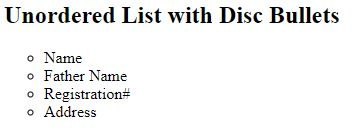 Unordered List with Disc Bullets
Name
Father Name
Registration#
Address